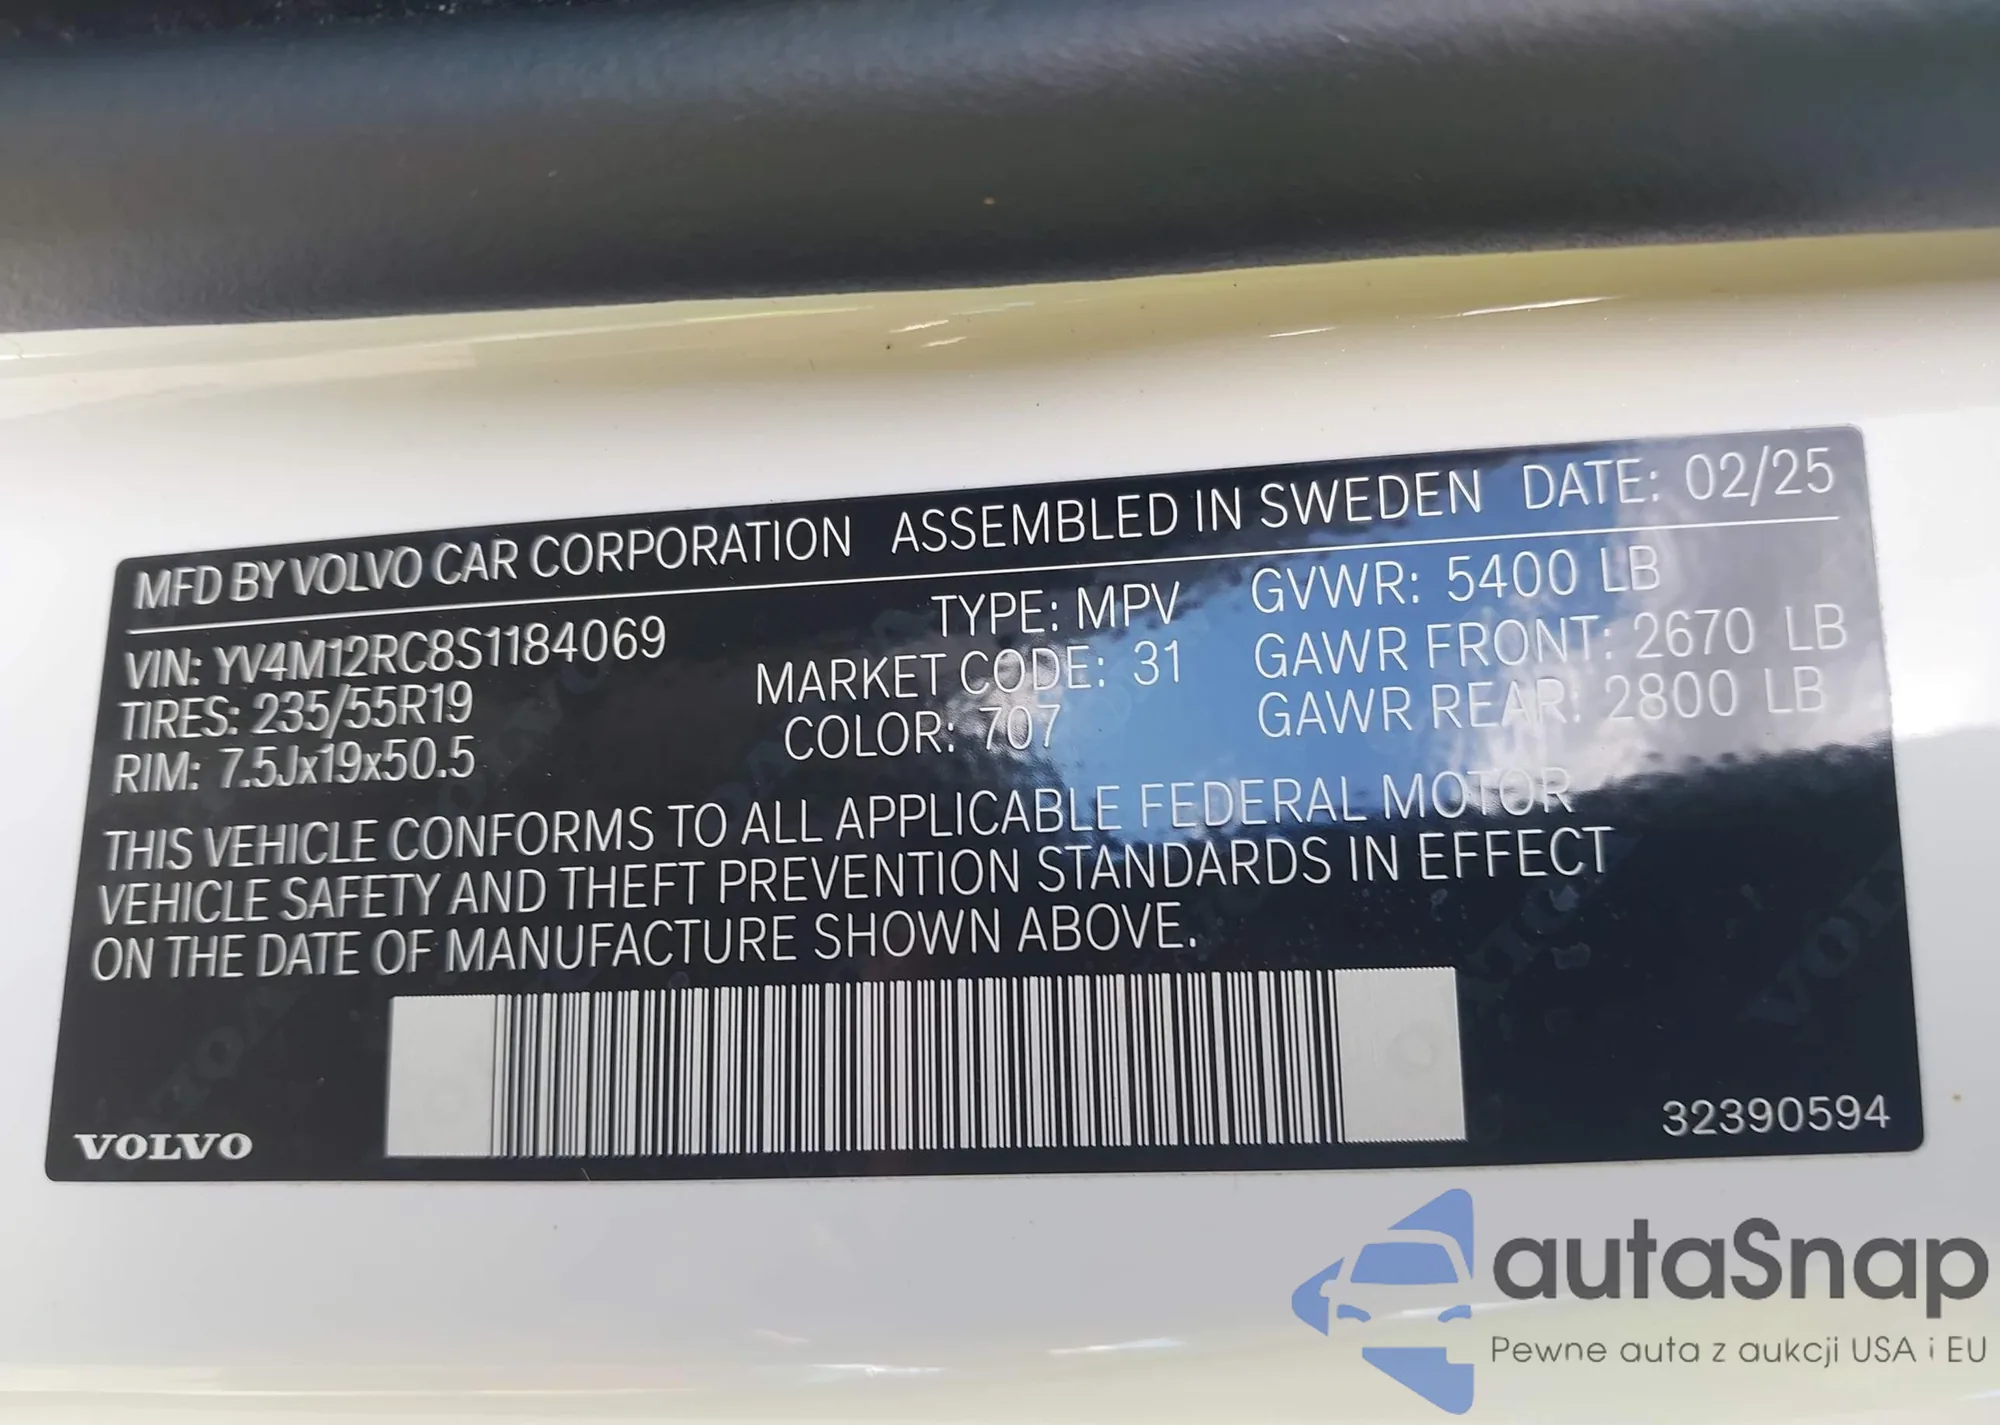 MFD BY VOLVO CAR CORPORATION ASSEMBLED IN SWEDEN DATE: 02/25
VIN: YV4M12RC8S1184069 TYPE: MPV GVWR: 5400 LB
TIRES: 235/55R19 MARKET CODE: 31 GAWR FRONT: 2670 LB
RIM: 7.5Jx19x50.5 COLOR: 707 GAWR REAR: 2800 LB
THIS VEHICLE CONFORMS TO ALL APPLICABLE FEDERAL MOTOR
VEHICLE SAFETY AND THEFT PREVENTION STANDARDS IN EFFECT
ON THE DATE OF MANUFACTURE SHOWN ABOVE.
VOLVO 32390594
autaSnap
Pewne auta z aukcji USA i EU